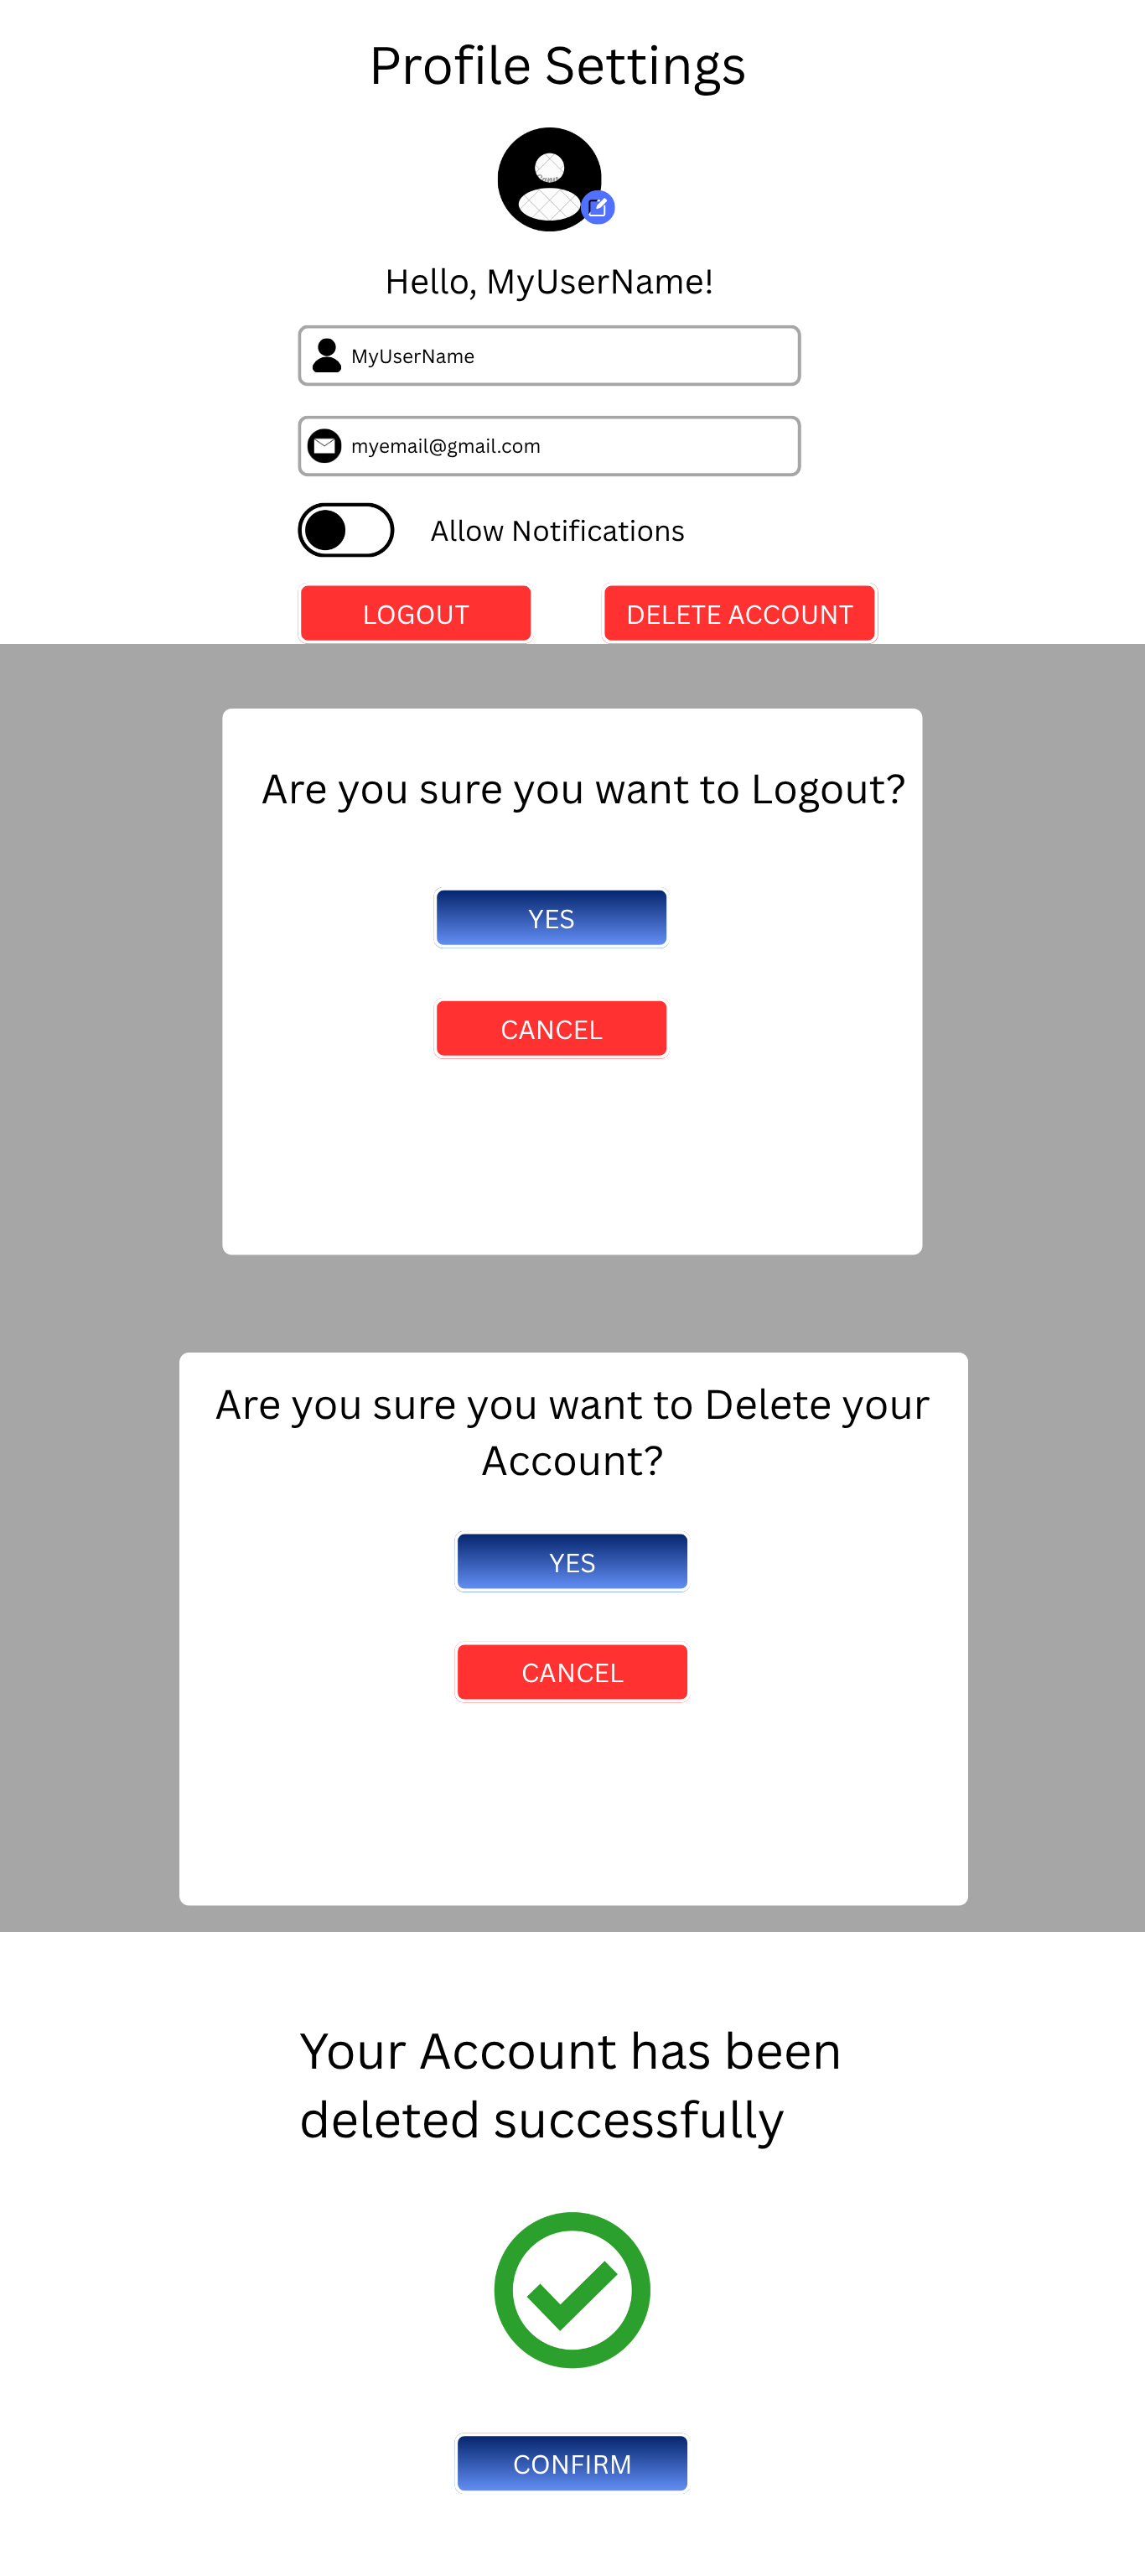 Profile Settings
Hello, MyUserName!
MyUserName
myemail@gmail.com
Allow Notifications
LOGOUT
DELETE ACCOUNT
Are you sure you want to Logout?
YES
CANCEL
Are you sure you want to Delete your
Account?
YES
CANCEL
Your Account has been
deleted successfully
CONFIRM